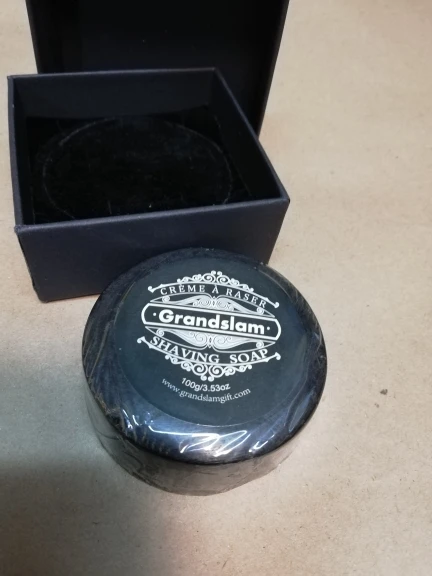 CRÈME À RASER
· Grandslam ·
SHAVING SOAP
100g/3.53oz
www.grandslamgift.com